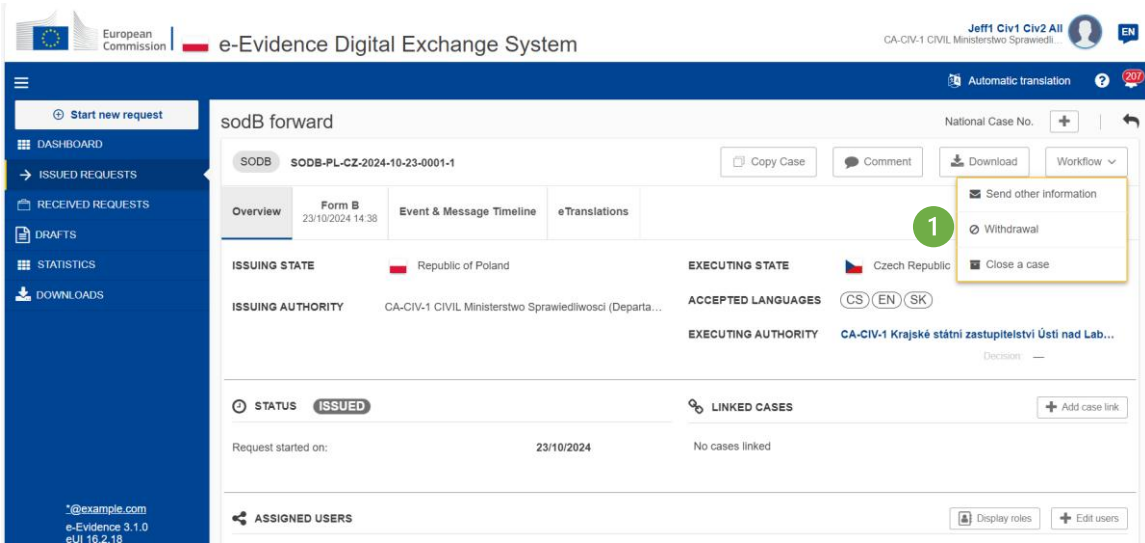 European
Commission
e-Evidence Digital Exchange System
Jeff1 Civ1 Civ2 All
CA-CIV-1 CIVIL Ministerstwo Sprawiedli...
EN
Automatic translation
?
207
Start new request
DASHBOARD
ISSUED REQUESTS
RECEIVED REQUESTS
DRAFTS
STATISTICS
DOWNLOADS
*@example.com
e-Evidence 3.1.0
eUI 16.2.18
sodB forward
National Case No.
SODB SODB-PL-CZ-2024-10-23-0001-1
Copy Case
Comment
Download
Workflow
Send other information
1
Withdrawal
Close a case
Overview
Form B
23/10/2024 14:38
Event & Message Timeline
eTranslations
ISSUING STATE Republic of Poland
ISSUING AUTHORITY CA-CIV-1 CIVIL Ministerstwo Sprawiedliwosci (Departa...
EXECUTING STATE Czech Republic
ACCEPTED LANGUAGES CS EN SK
EXECUTING AUTHORITY CA-CIV-1 Krajské státní zastupitelství Ústí nad Lab...
Decision —
STATUS ISSUED
Request started on: 23/10/2024
LINKED CASES
Add case link
No cases linked
ASSIGNED USERS
Display roles
Edit users